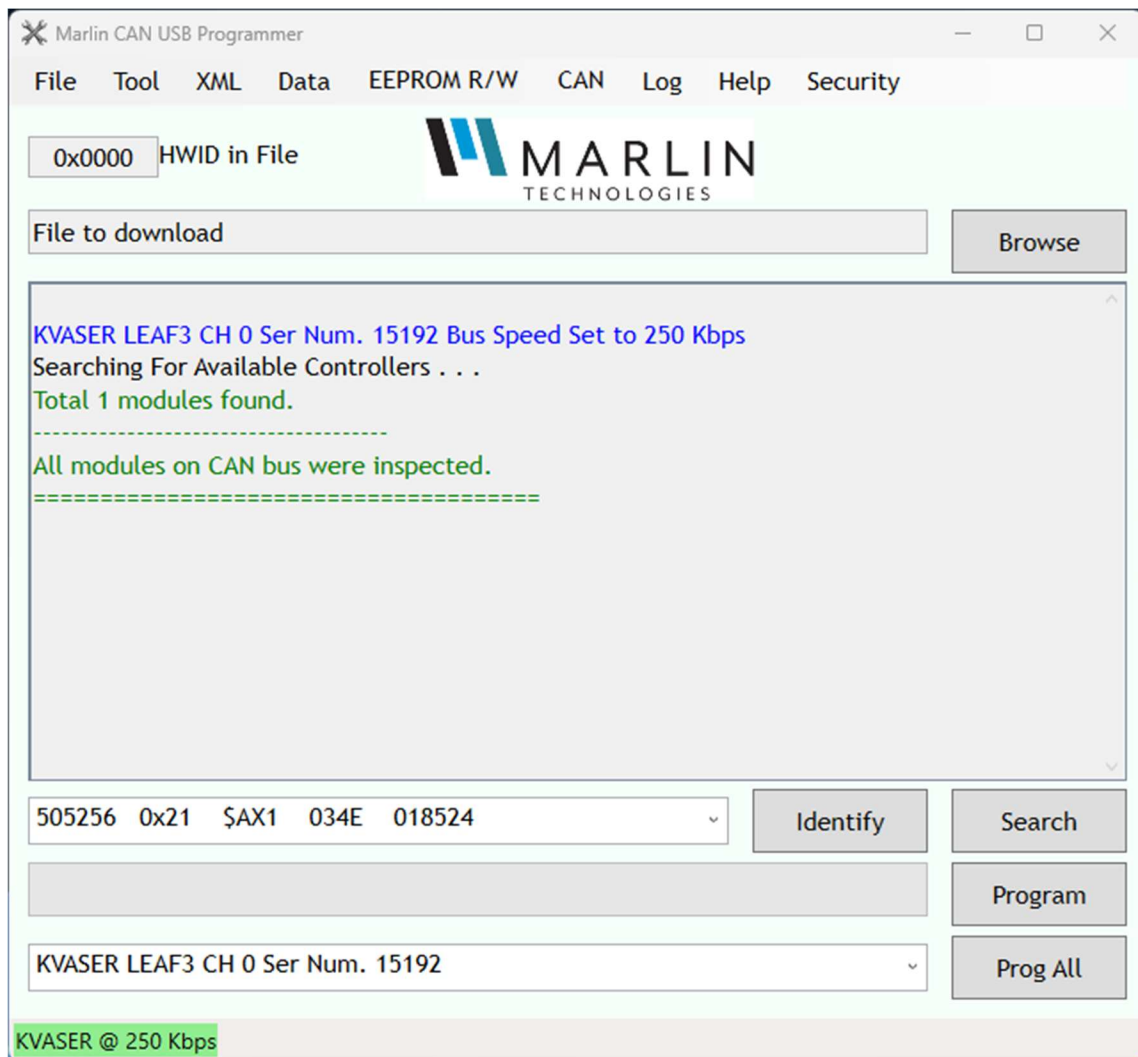 Marlin CAN USB Programmer
File Tool XML Data EEPROM R/W CAN Log Help Security
0x0000 HWID in File
MARLIN
TECHNOLOGIES
File to download
Browse
KVASER LEAF3 CH 0 Ser Num. 15192 Bus Speed Set to 250 Kbps
Searching For Available Controllers . . .
Total 1 modules found.
--------------------------------------
All modules on CAN bus were inspected.
======================================
505256 0x21 $AX1 034E 018524
Identify
Search
Program
KVASER LEAF3 CH 0 Ser Num. 15192
Prog All
KVASER @ 250 Kbps